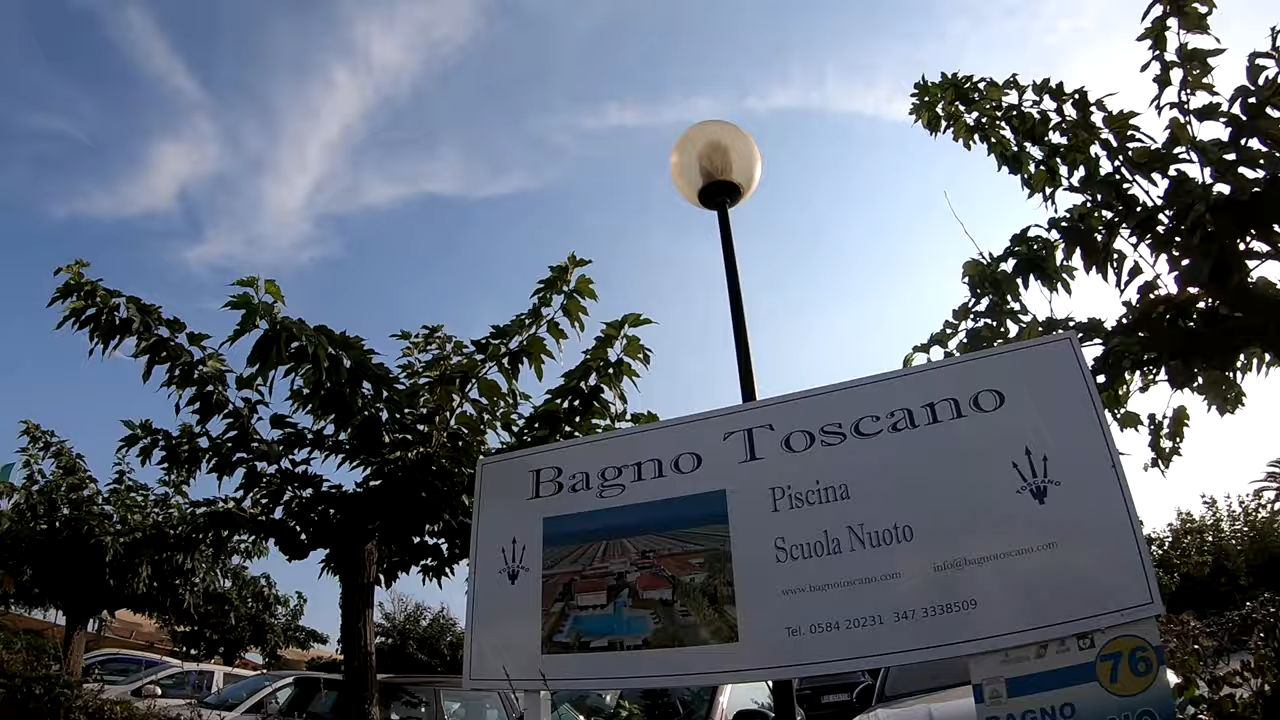 Bagno Toscano
Piscina
Scuola Nuoto
TOSCANO
TOSCANO
www.bagnotoscano.com info@bagnotoscano.com
Tel. 0584 20231 347 3338509
76
BAGNO